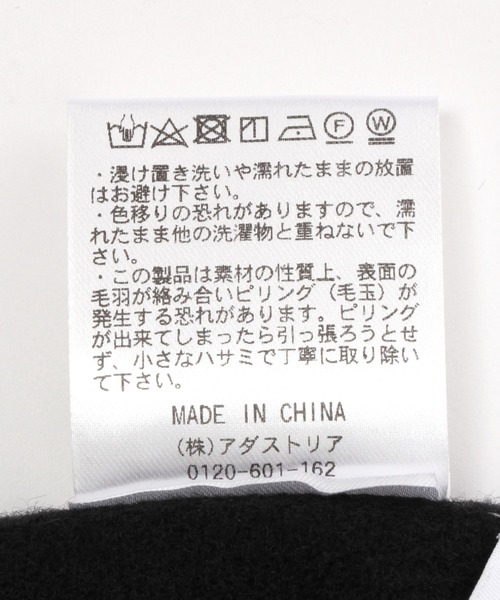 F W
・浸け置き洗いや濡れたままの放置
はお避け下さい。
・色移りの恐れがありますので、濡
れたまま他の洗濯物と重ねないで下
さい。
・この製品は素材の性質上、表面の
毛羽が絡み合いピリング（毛玉）が
発生する恐れがあります。ピリング
が出来てしまったら引っ張ろうとせ
ず、小さなハサミで丁寧に取り除い
て下さい。
MADE IN CHINA
（株）アダストリア
0120-601-162